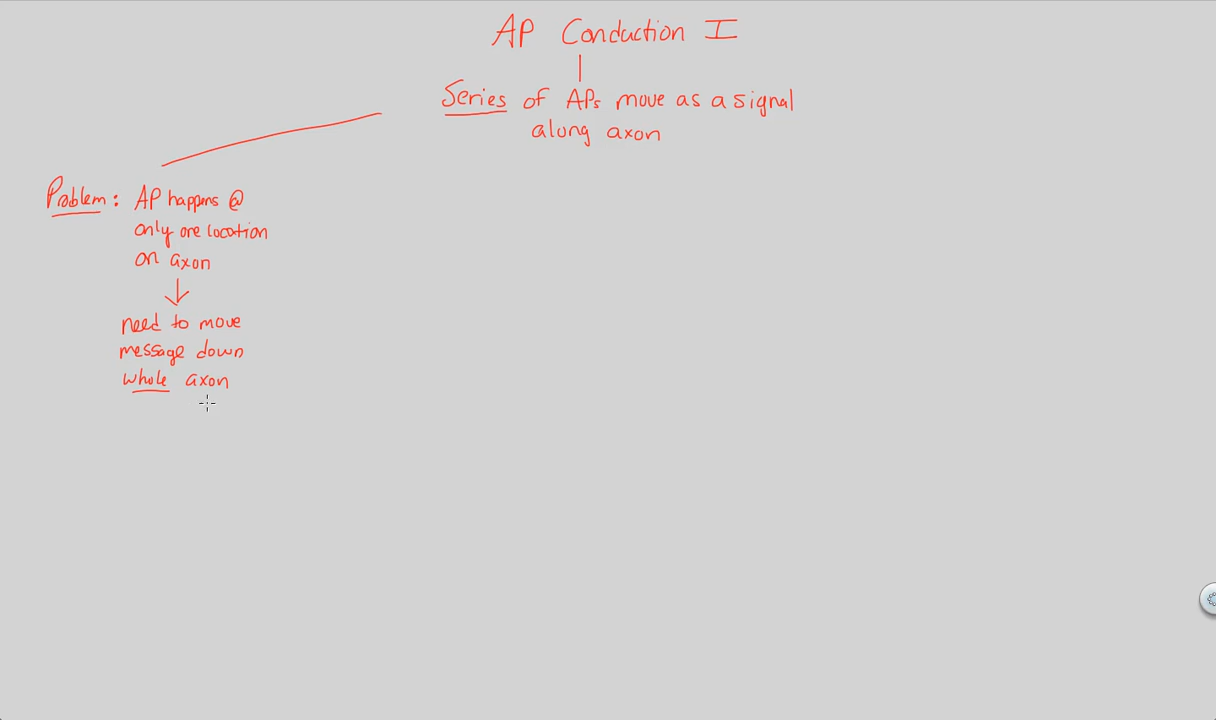 AP Conduction I
Series of APs move as a signal
along axon
Problem: AP happens @
only one location
on axon
need to move
message down
whole axon